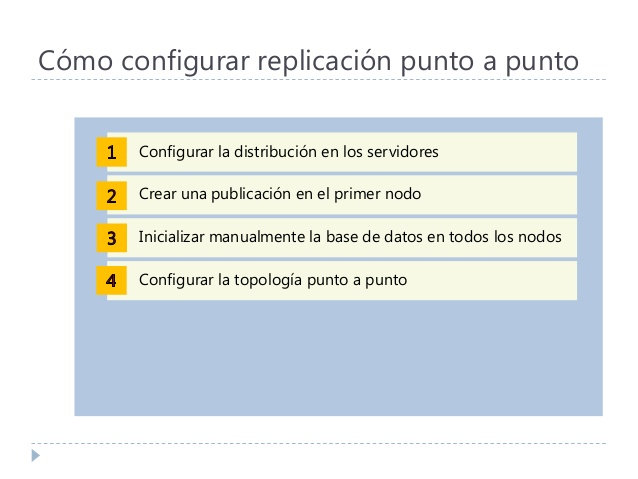 Cómo configurar replicación punto a punto
1 Configurar la distribución en los servidores
2 Crear una publicación en el primer nodo
3 Inicializar manualmente la base de datos en todos los nodos
4 Configurar la topología punto a punto